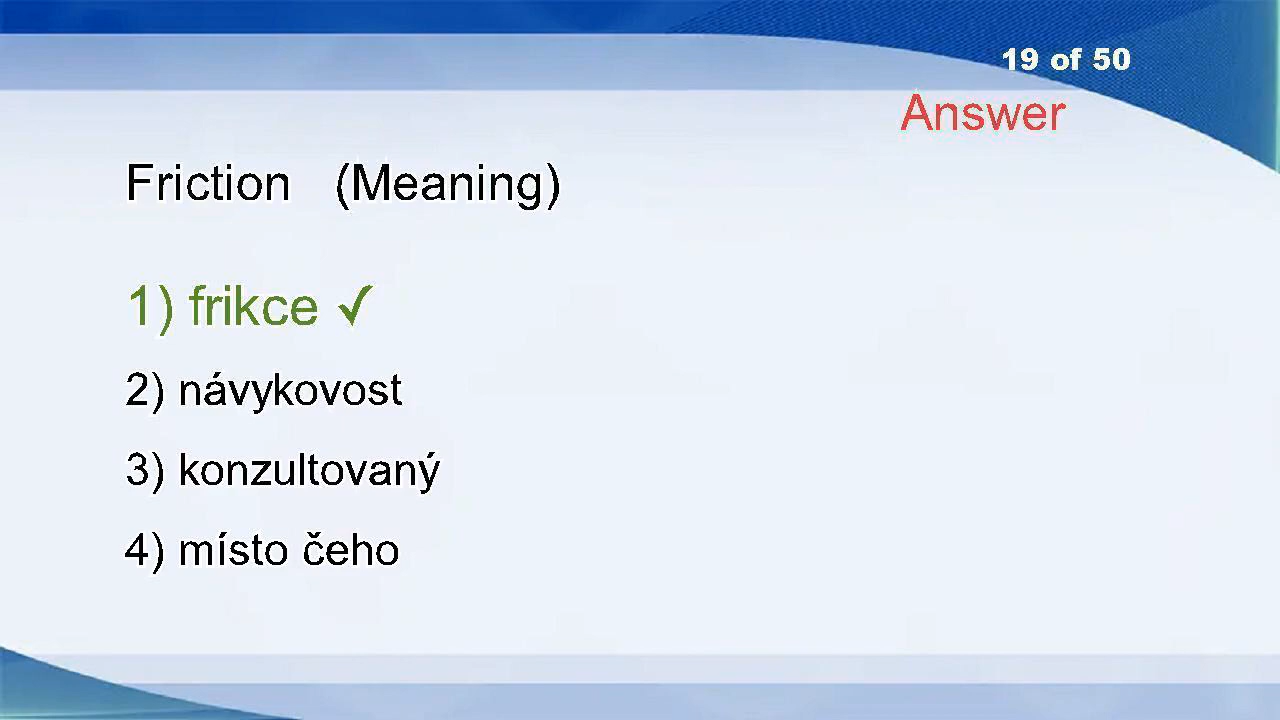 19 of 50
Answer
Friction (Meaning)
1) frikce ✓
2) návykovost
3) konzultovaný
4) místo čeho